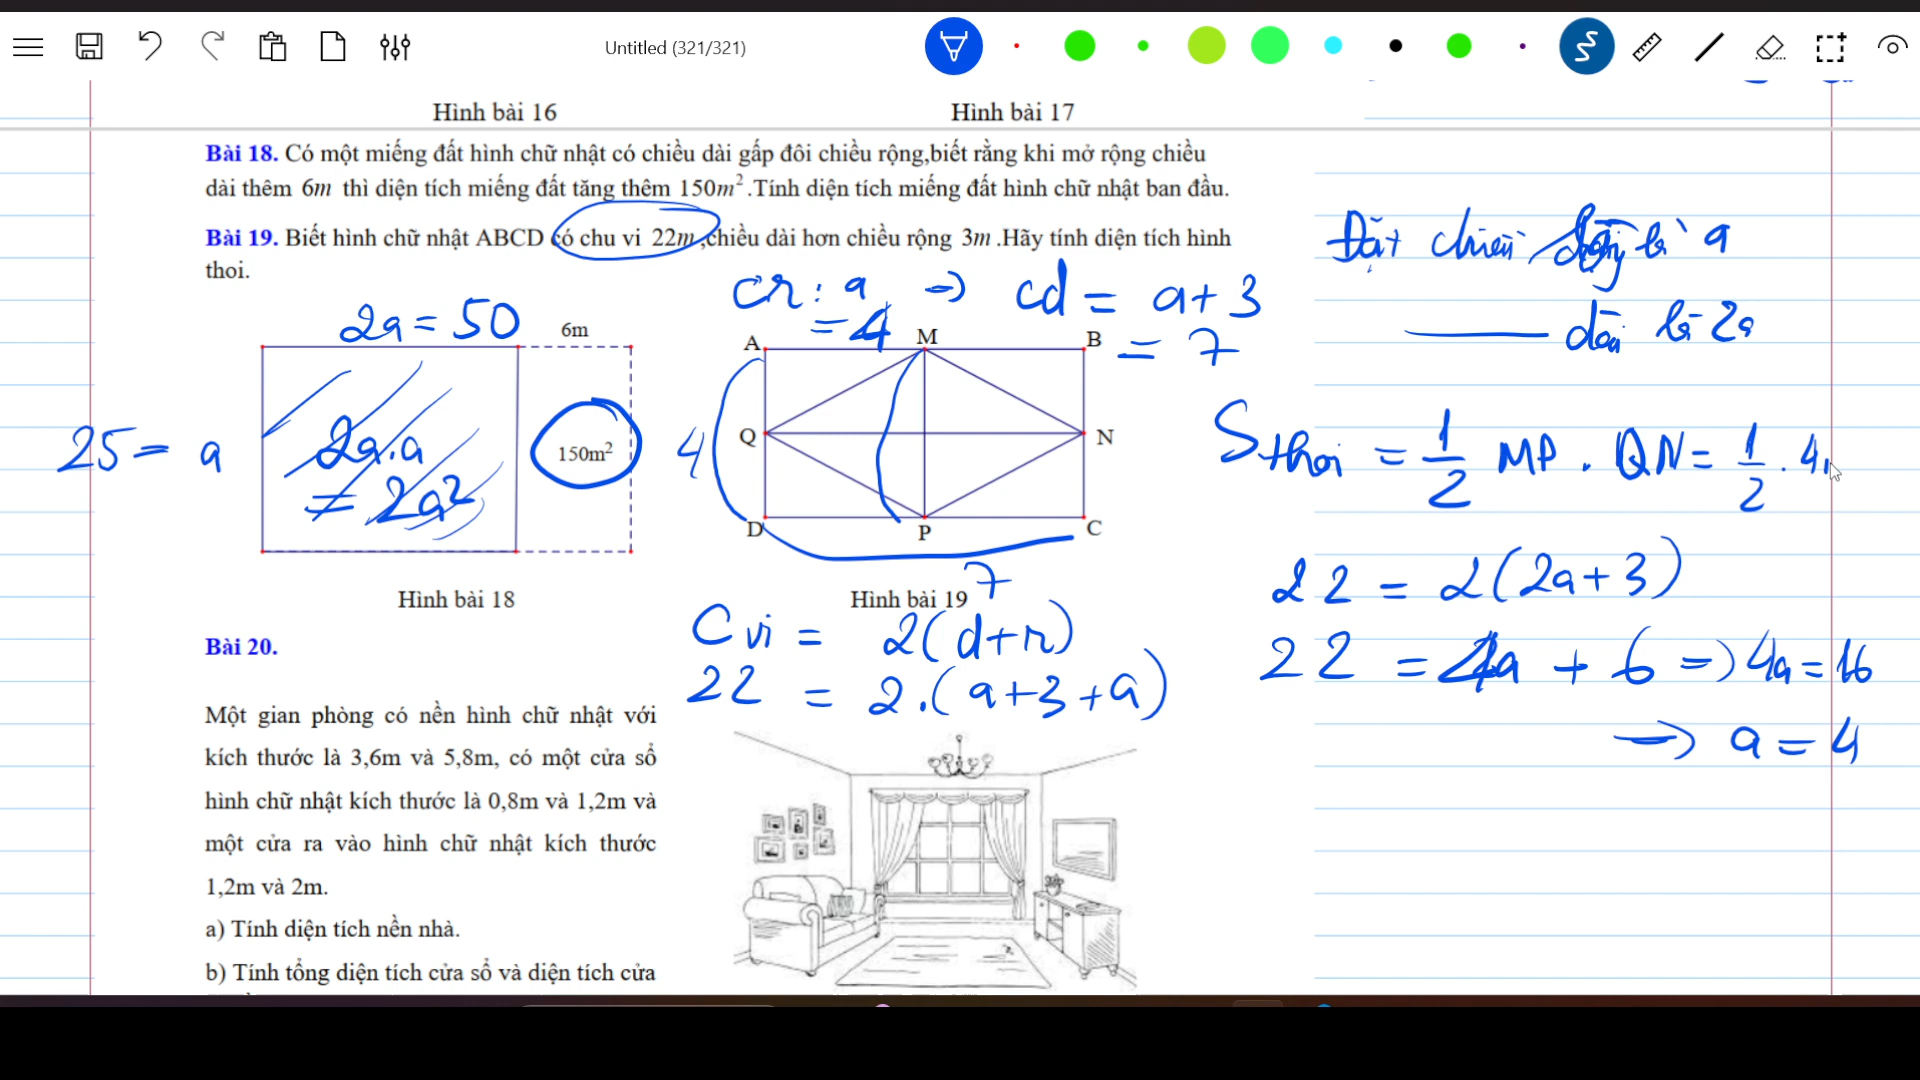 Untitled (321/321)
Hình bài 16
Hình bài 17
Bài 18. Có một miếng đất hình chữ nhật có chiều dài gấp đôi chiều rộng,biết rằng khi mở rộng chiều
dài thêm 6m thì diện tích miếng đất tăng thêm 150m².Tính diện tích miếng đất hình chữ nhật ban đầu.
Bài 19. Biết hình chữ nhật ABCD có chu vi 22m ,chiều dài hơn chiều rộng 3m .Hãy tính diện tích hình
thoi.
Đặt chiều rộng là a
dài là 2a
2a = 50
6m
25 = a
2a.a
= 2a²
150m²
Hình bài 18
cr : a => cd = a + 3
= 4
= 7
A
M
B
Q
N
D
P
C
4
7
Hình bài 19
C vi = 2(d+r)
22 = 2.(a+3+a)
S thoi = 1/2 MP . QN = 1/2 . 4
22 = 2(2a+3)
22 = 4a + 6 => 4a = 16
=> a = 4
Bài 20.
Một gian phòng có nền hình chữ nhật với
kích thước là 3,6m và 5,8m, có một cửa sổ
hình chữ nhật kích thước là 0,8m và 1,2m và
một cửa ra vào hình chữ nhật kích thước
1,2m và 2m.
a) Tính diện tích nền nhà.
b) Tính tổng diện tích cửa sổ và diện tích cửa